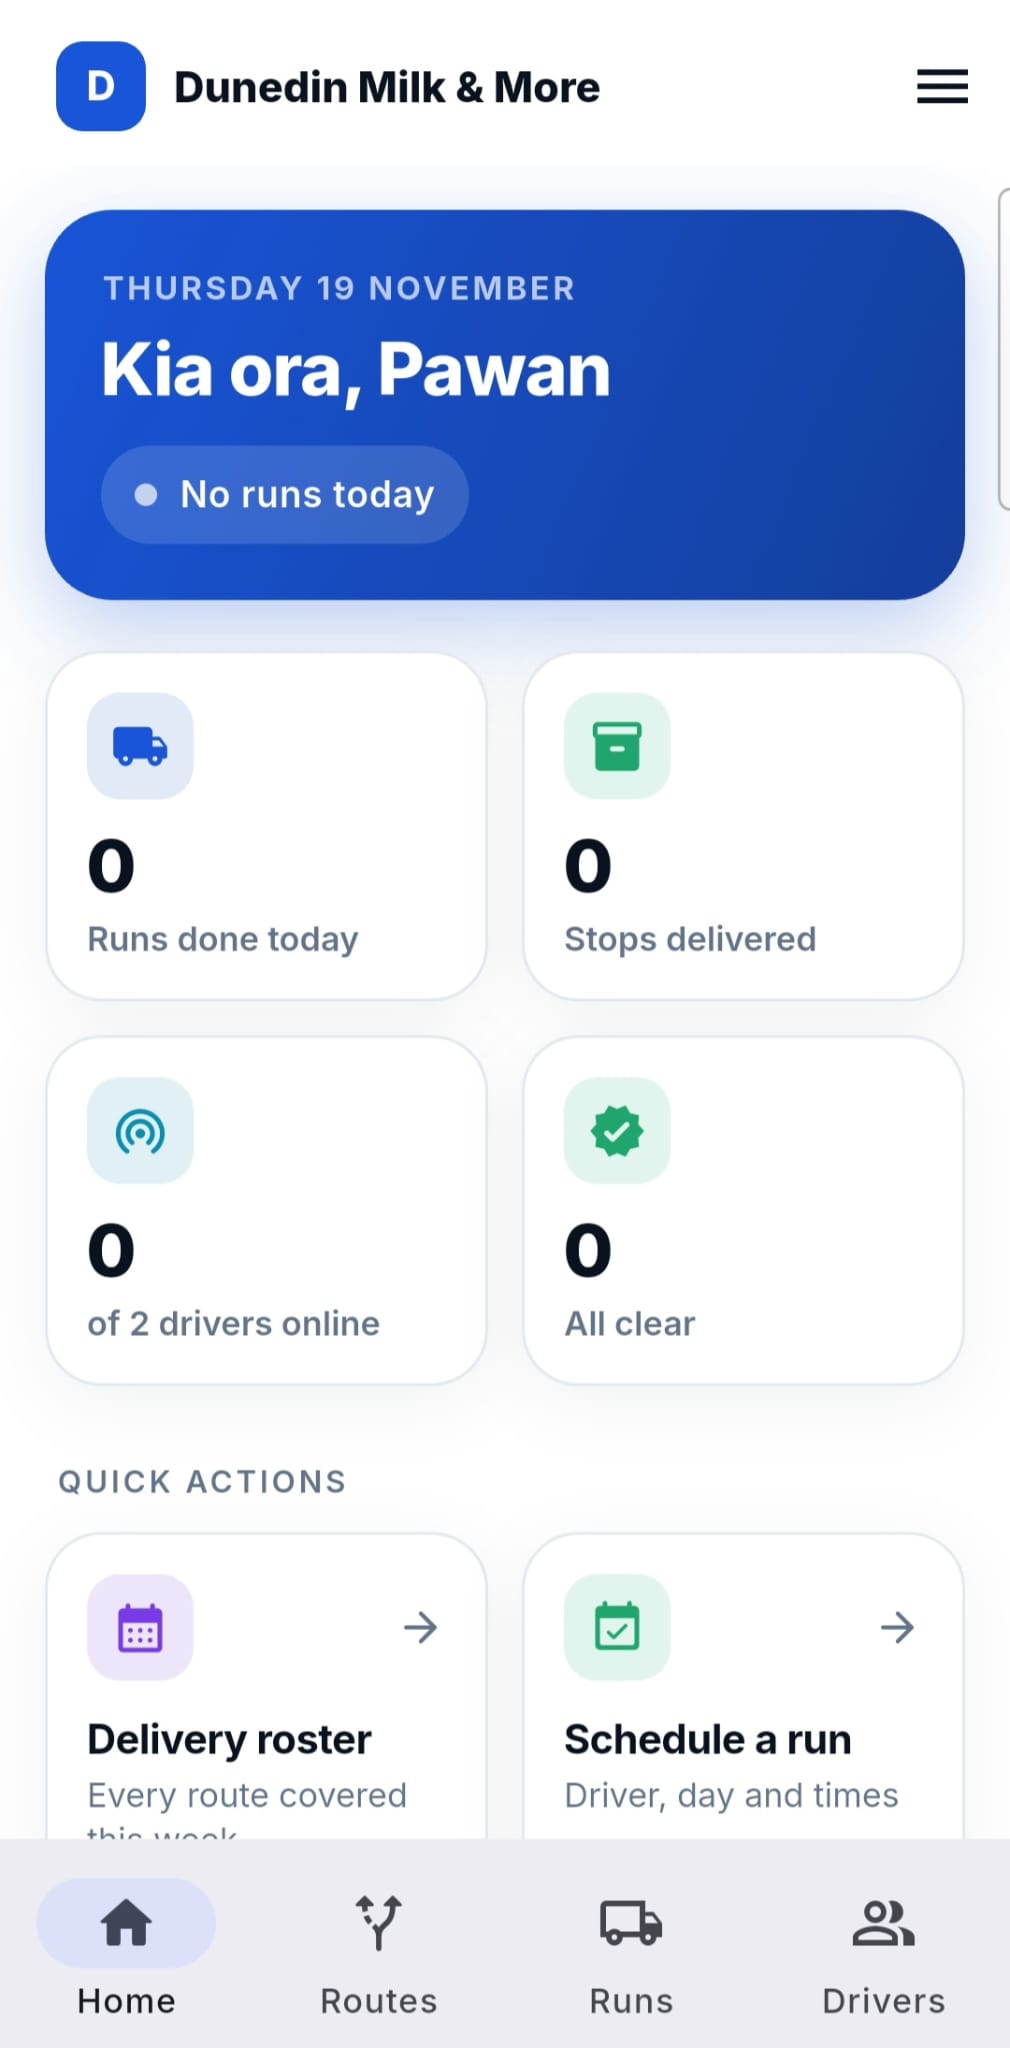 D
Dunedin Milk & More
THURSDAY 19 NOVEMBER
Kia ora, Pawan
No runs today
0
Runs done today
0
Stops delivered
0
of 2 drivers online
0
All clear
QUICK ACTIONS
Delivery roster
Every route covered
this week
Schedule a run
Driver, day and times
Home
Routes
Runs
Drivers